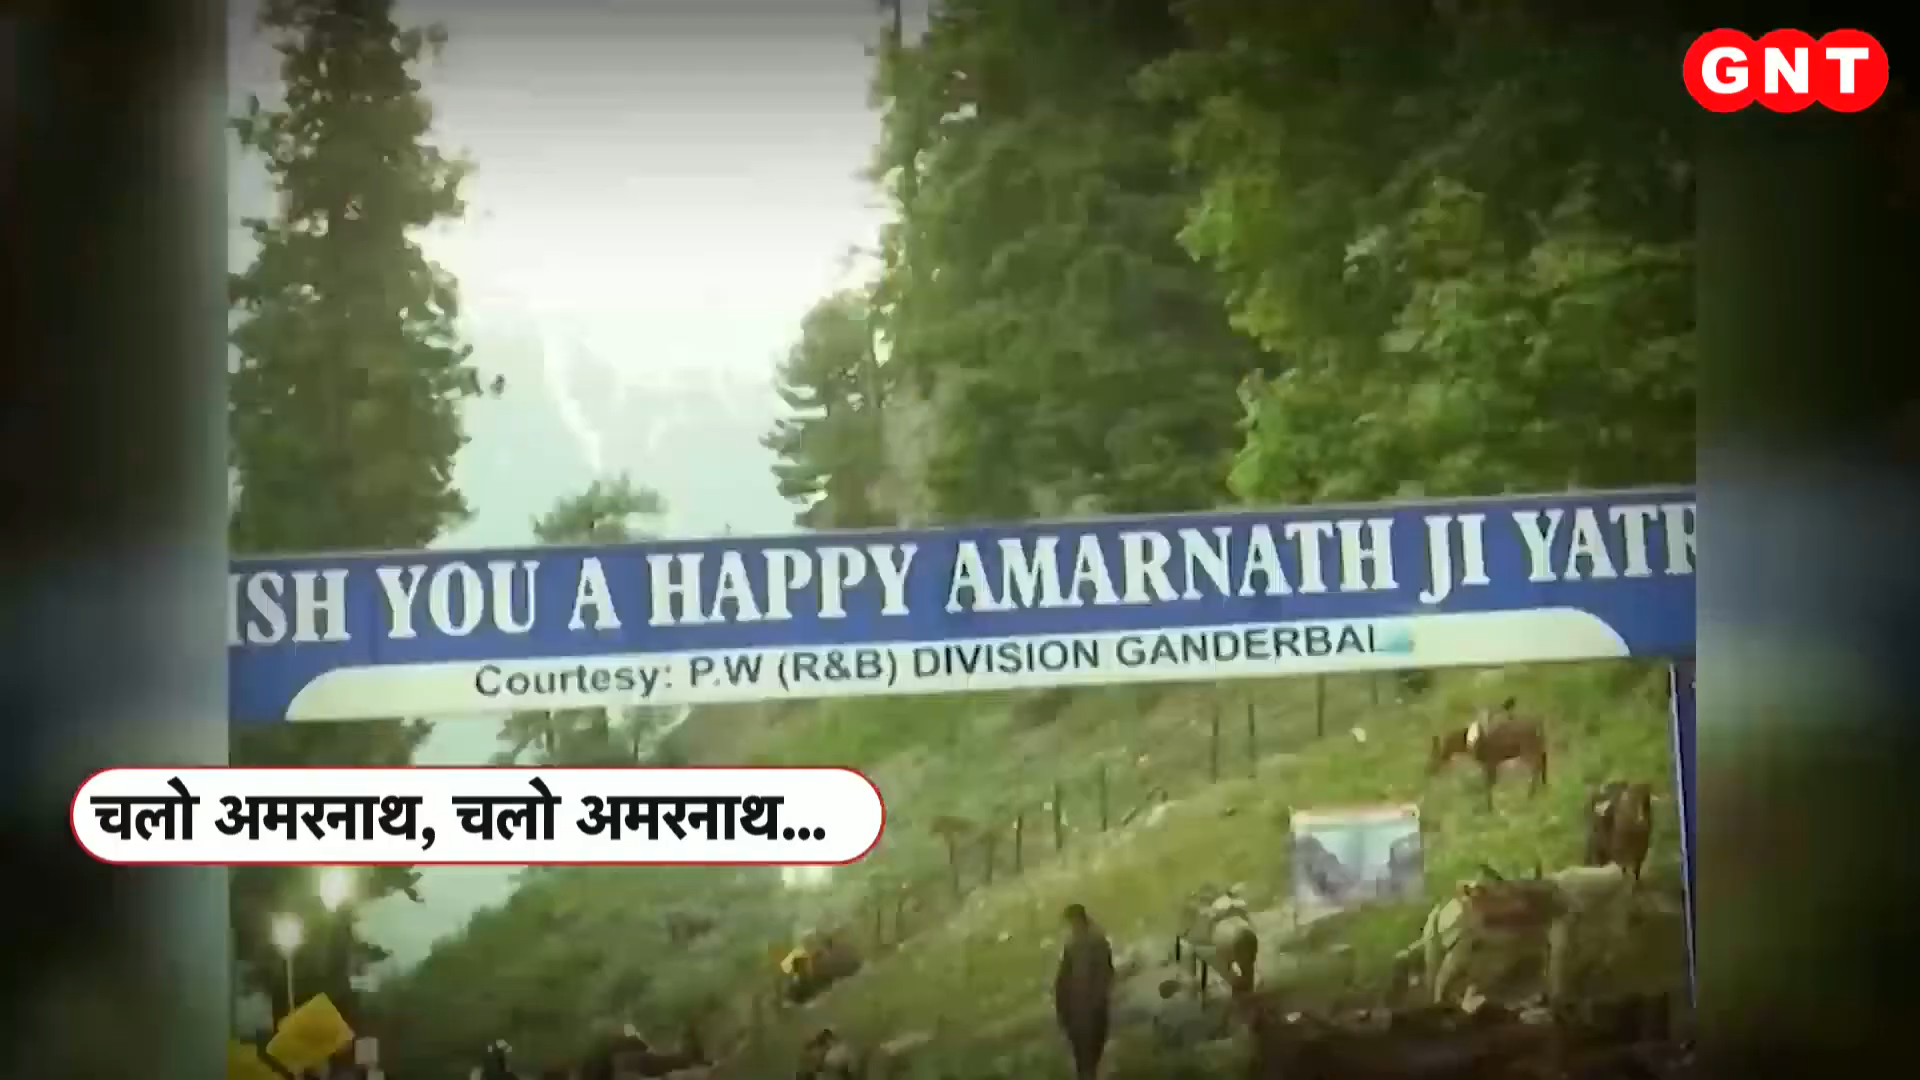 GNT
ISH YOU A HAPPY AMARNATH JI YATR
Courtesy: P.W (R&B) DIVISION GANDERBAL
चलो अमरनाथ, चलो अमरनाथ...